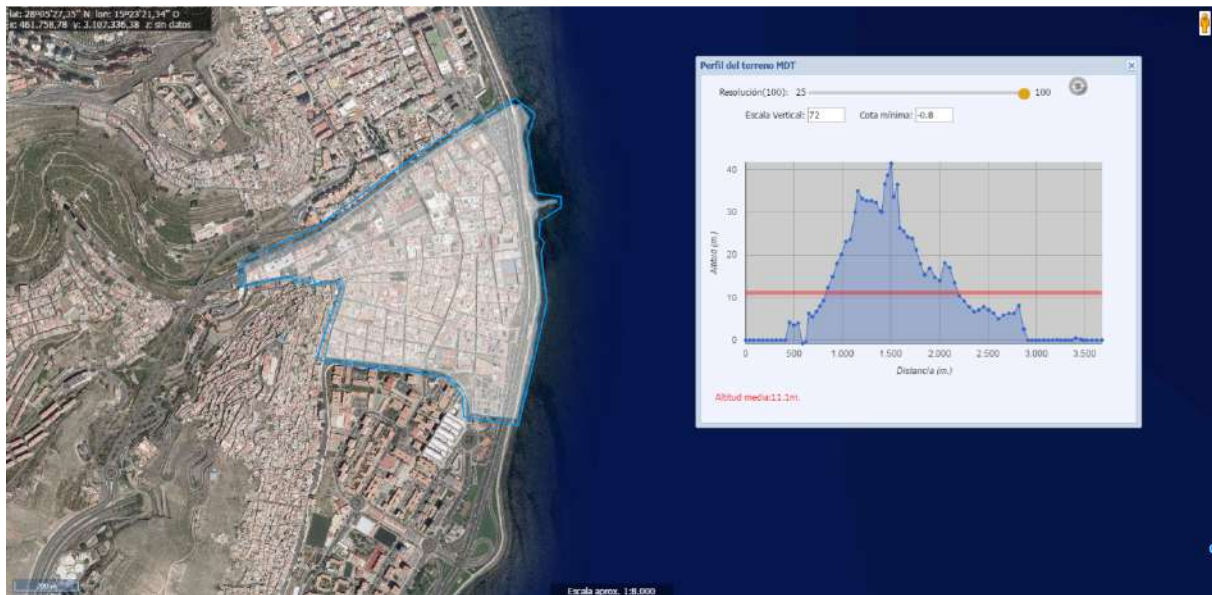 lat: 28º05'27,35" N lon: 15º23'21,34" O
x: 461.758,78 y: 3.107.336,38 z: sin datos
Perfil del terreno MDT
Resolución(100): 25 100
Escala Vertical: 72 Cota mínima: -0.8
40
30
20
10
0
Altitud (m.)
0 500 1.000 1.500 2.000 2.500 3.000 3.500
Distancia (m.)
Altitud media:11.1m.
200 m
Escala aprox. 1:8.000